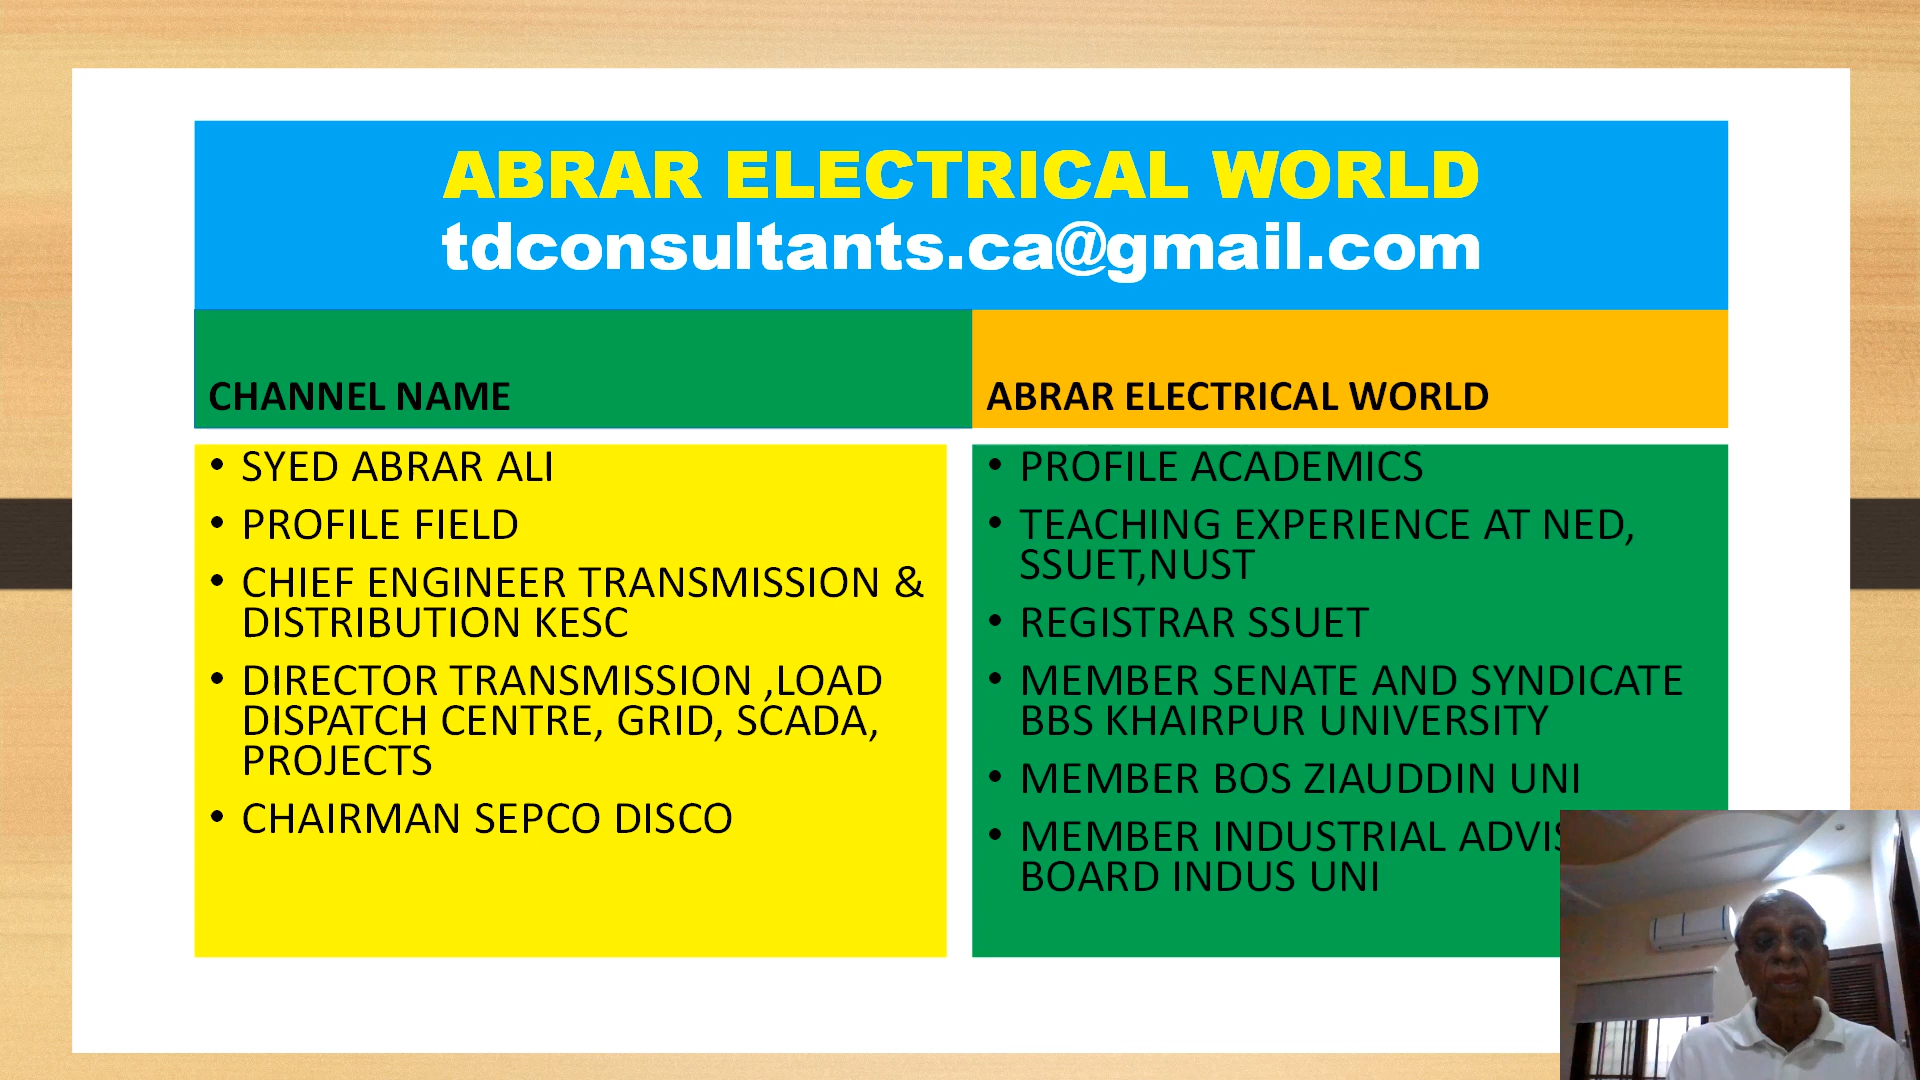 ABRAR ELECTRICAL WORLD
tdconsultants.ca@gmail.com
CHANNEL NAME
• SYED ABRAR ALI
• PROFILE FIELD
• CHIEF ENGINEER TRANSMISSION &
DISTRIBUTION KESC
• DIRECTOR TRANSMISSION ,LOAD
DISPATCH CENTRE, GRID, SCADA,
PROJECTS
• CHAIRMAN SEPCO DISCO
ABRAR ELECTRICAL WORLD
• PROFILE ACADEMICS
• TEACHING EXPERIENCE AT NED,
SSUET,NUST
• REGISTRAR SSUET
• MEMBER SENATE AND SYNDICATE
BBS KHAIRPUR UNIVERSITY
• MEMBER BOS ZIAUDDIN UNI
• MEMBER INDUSTRIAL
BOARD INDUS UNI